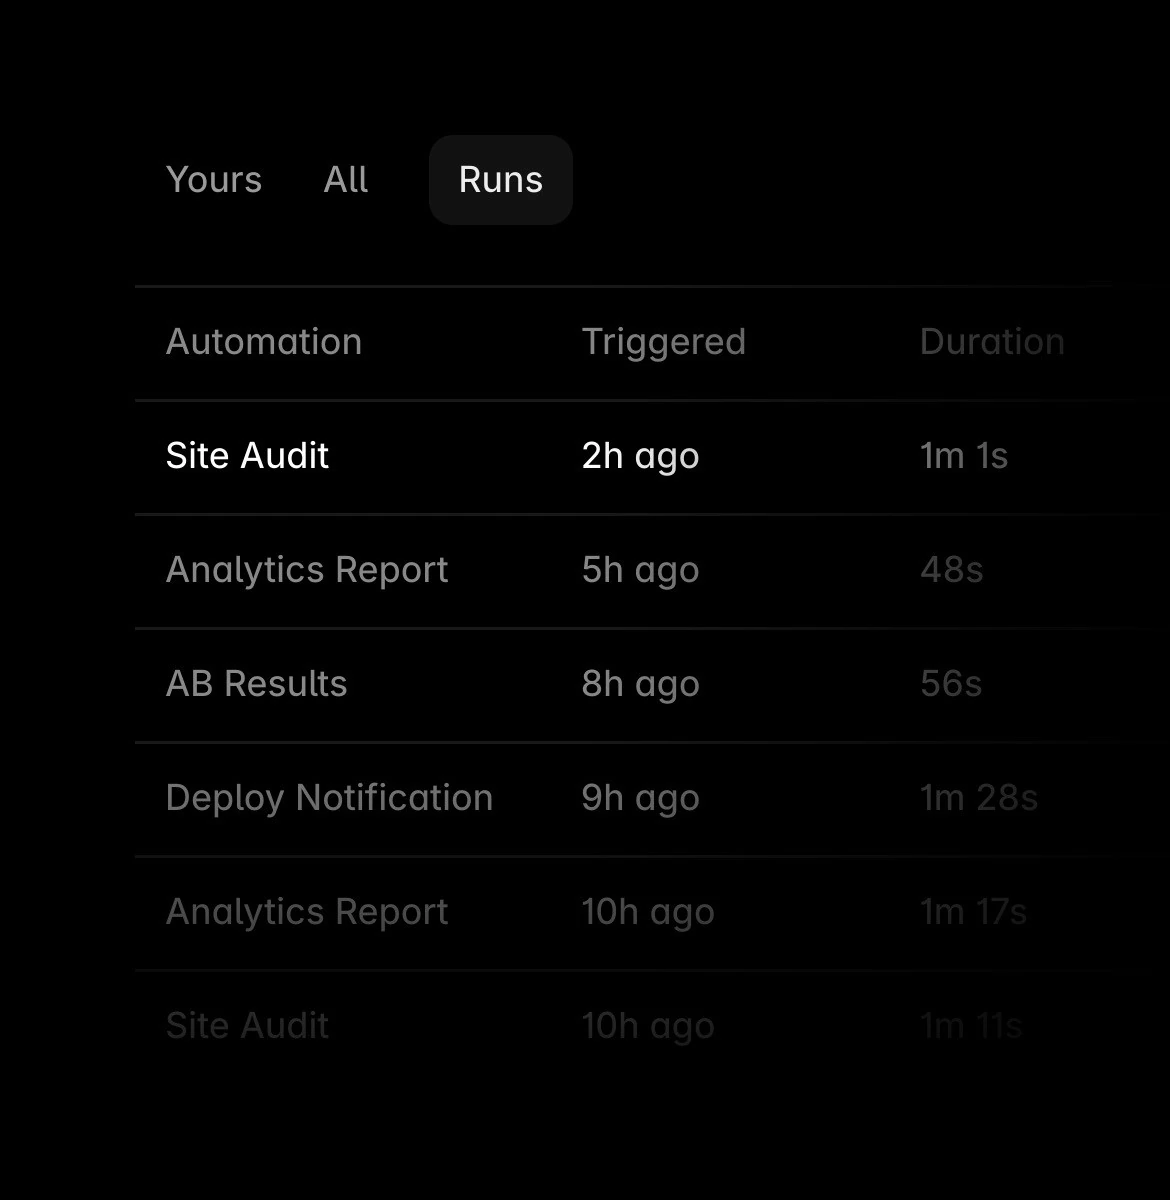 Yours All Runs
Automation Triggered Duration
Site Audit 2h ago 1m 1s
Analytics Report 5h ago 48s
AB Results 8h ago 56s
Deploy Notification 9h ago 1m 28s
Analytics Report 10h ago 1m 17s
Site Audit 10h ago 1m 11s